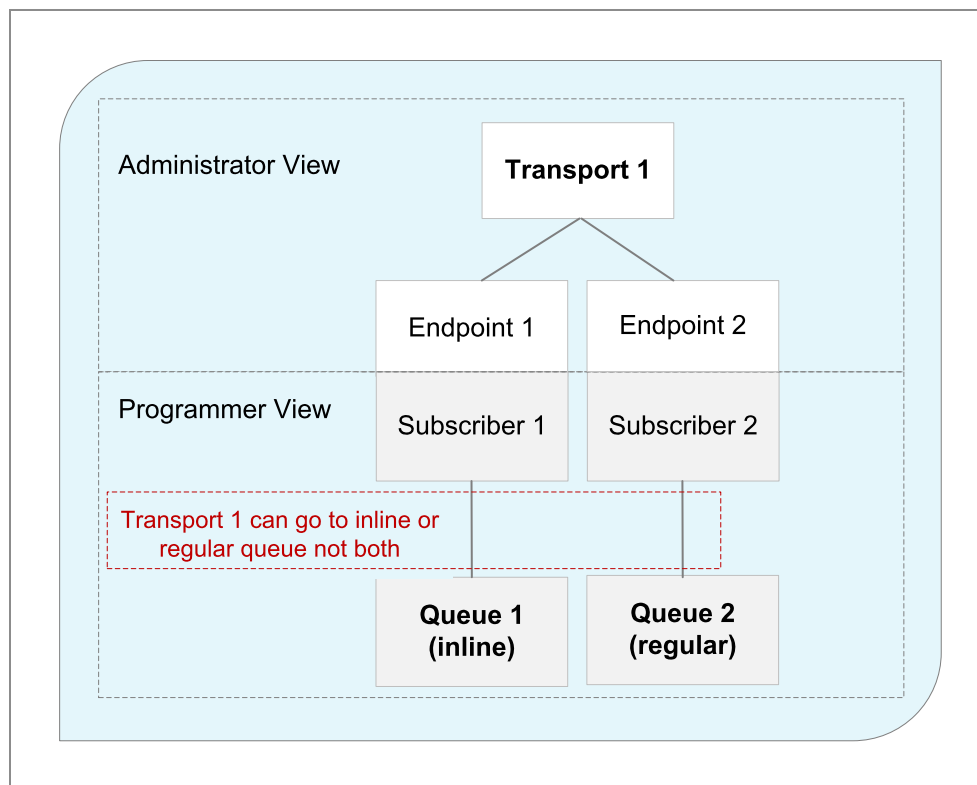 Administrator View
Transport 1
Endpoint 1
Endpoint 2
Programmer View
Subscriber 1
Subscriber 2
Transport 1 can go to inline or
regular queue not both
Queue 1
(inline)
Queue 2
(regular)